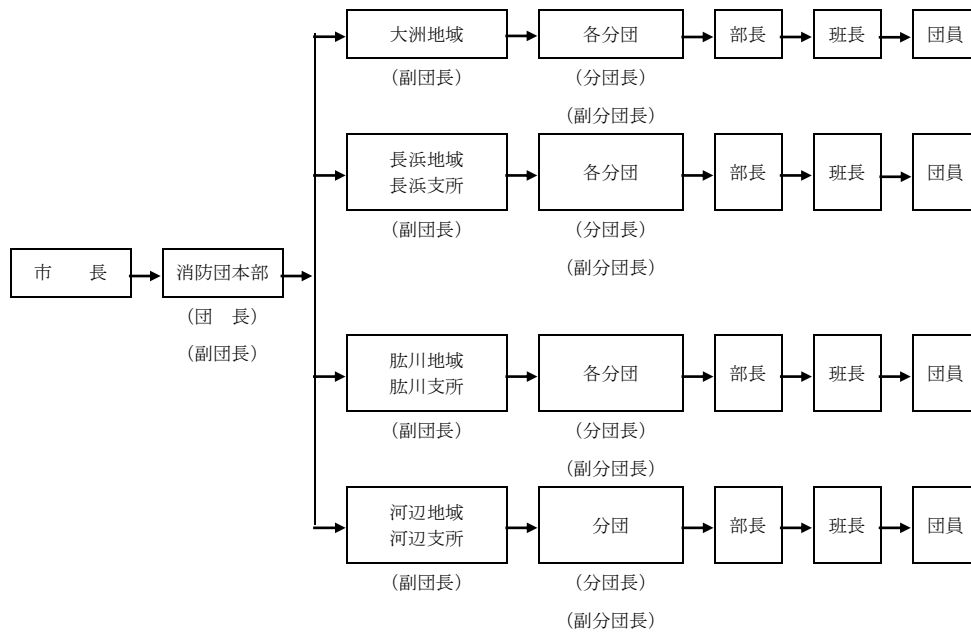 大洲地域
各分団
部長
班長
団員
(副団長)
(分団長)
(副分団長)
長浜地域
長浜支所
各分団
部長
班長
団員
(副団長)
(分団長)
(副分団長)
市　　長
消防団本部
(団　長)
(副団長)
肱川地域
肱川支所
各分団
部長
班長
団員
(副団長)
(分団長)
(副分団長)
河辺地域
河辺支所
分団
部長
班長
団員
(副団長)
(分団長)
(副分団長)